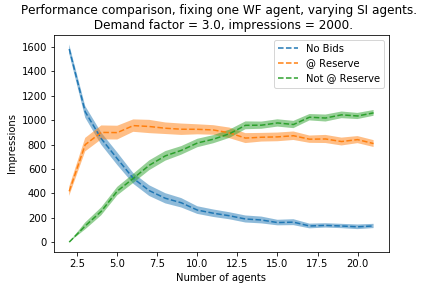 Performance comparison, fixing one WF agent, varying SI agents.
Demand factor = 3.0, impressions = 2000.
No Bids
@ Reserve
Not @ Reserve
1600
1400
1200
1000
800
600
400
200
0
Impressions
2.5 5.0 7.5 10.0 12.5 15.0 17.5 20.0
Number of agents